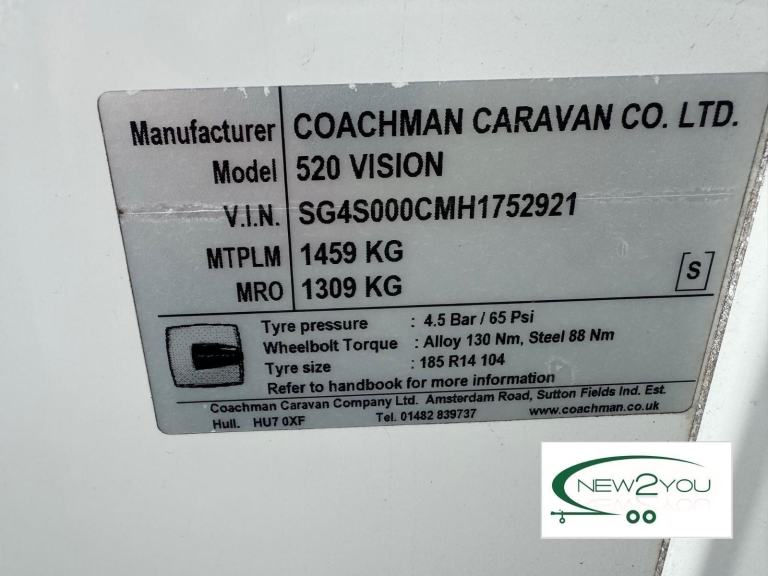 Manufacturer COACHMAN CARAVAN CO. LTD.
Model 520 VISION
V.I.N. SG4S000CMH1752921
MTPLM 1459 KG
MRO 1309 KG
[S]
Tyre pressure : 4.5 Bar / 65 Psi
Wheelbolt Torque : Alloy 130 Nm, Steel 88 Nm
Tyre size : 185 R14 104
Refer to handbook for more information
Coachman Caravan Company Ltd. Amsterdam Road, Sutton Fields Ind. Est.
Hull. HU7 0XF Tel. 01482 839737 www.coachman.co.uk
NEW2YOU